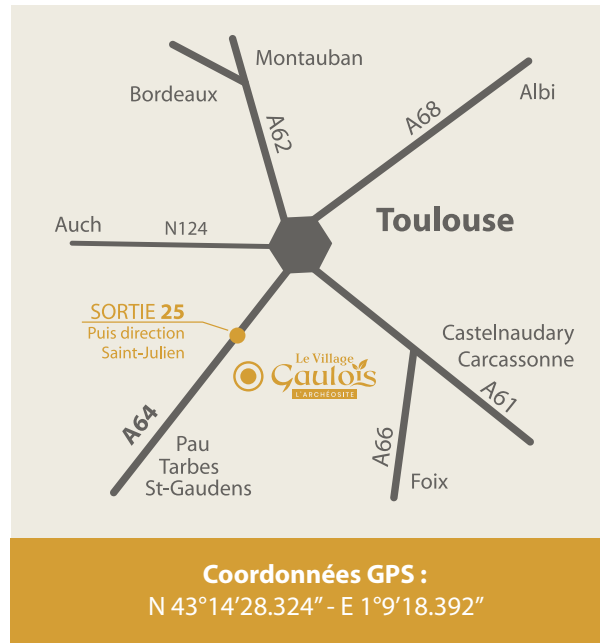 Montauban
Bordeaux
A62
A68
Albi
Toulouse
Auch
N124
SORTIE 25
Puis direction
Saint-Julien
Le Village
Gaulois
L'ARCHÉOSITE
Castelnaudary
Carcassonne
A61
A64
A66
Pau
Tarbes
St-Gaudens
Foix
Coordonnées GPS :
N 43°14’28.324” - E 1°9’18.392”